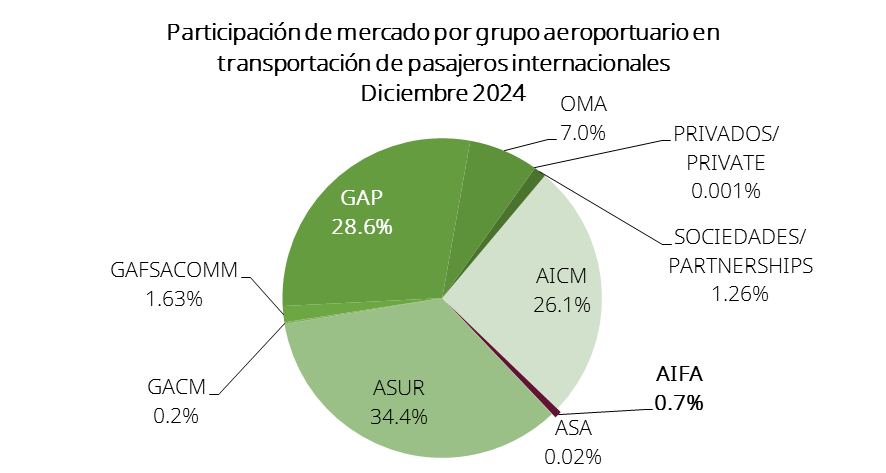 Participación de mercado por grupo aeroportuario en
transportación de pasajeros internacionales
Diciembre 2024
OMA
7.0%
PRIVADOS/
PRIVATE
0.001%
SOCIEDADES/
PARTNERSHIPS
1.26%
AICM
26.1%
AIFA
0.7%
ASA
0.02%
ASUR
34.4%
GACM
0.2%
GAFSACOMM
1.63%
GAP
28.6%